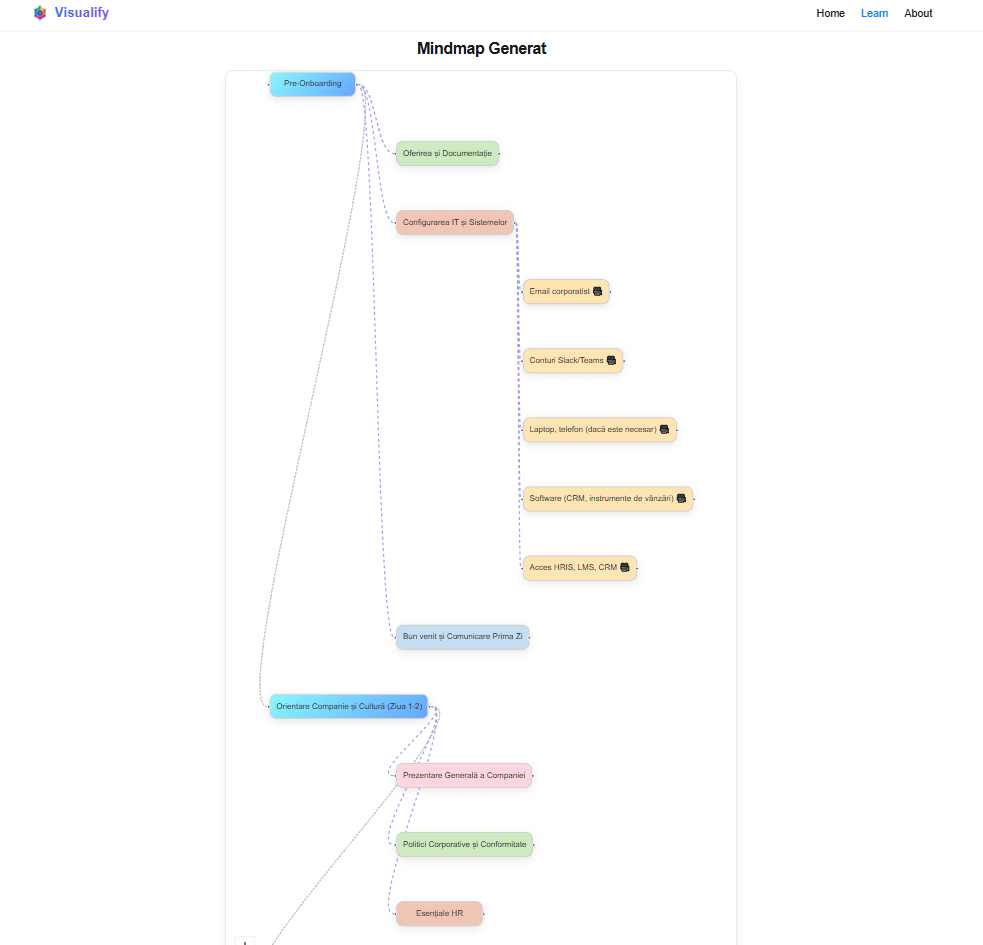 Visualify
Home
Learn
About
Mindmap Generat
Pre-Onboarding
Oferirea și Documentație
Configurarea IT și Sistemelor
Email corporatist
Conturi Slack/Teams
Laptop, telefon (dacă este necesar)
Software (CRM, instrumente de vânzări)
Acces HRIS, LMS, CRM
Bun venit și Comunicare Prima Zi
Orientare Companie și Cultură (Ziua 1-2)
Prezentare Generală a Companiei
Politici Corporative și Conformitate
Esențiale HR